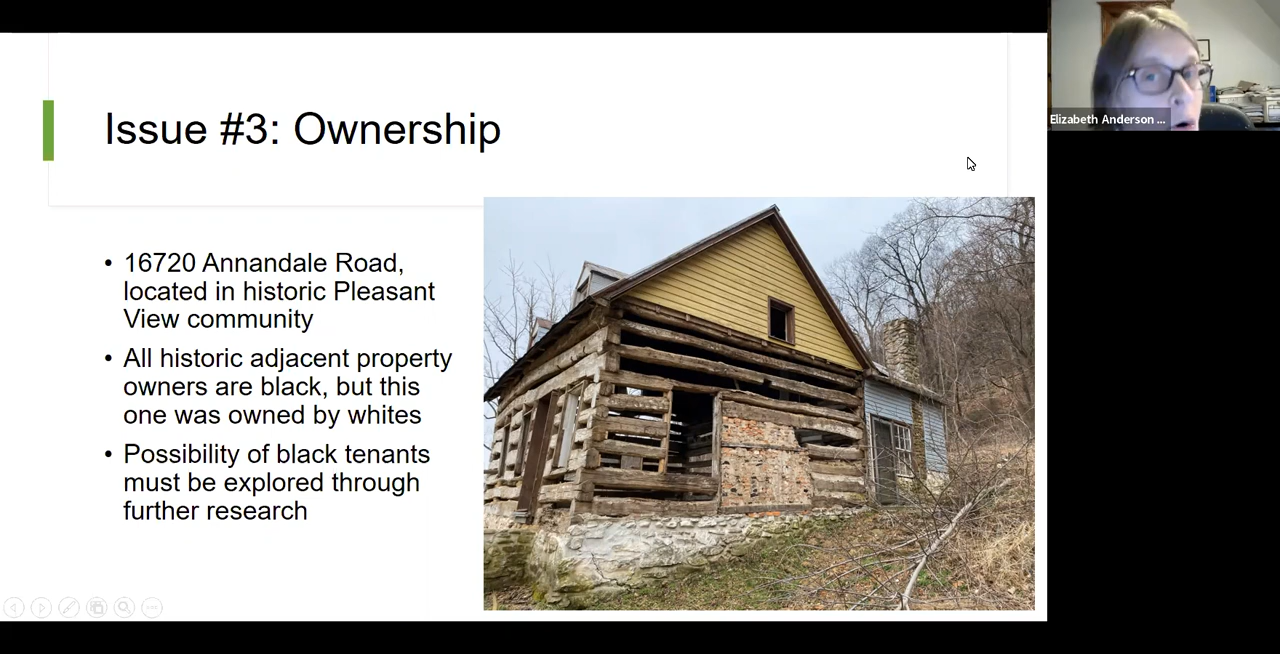 Issue #3: Ownership
• 16720 Annandale Road,
located in historic Pleasant
View community
• All historic adjacent property
owners are black, but this
one was owned by whites
• Possibility of black tenants
must be explored through
further research
Elizabeth Anderson ...